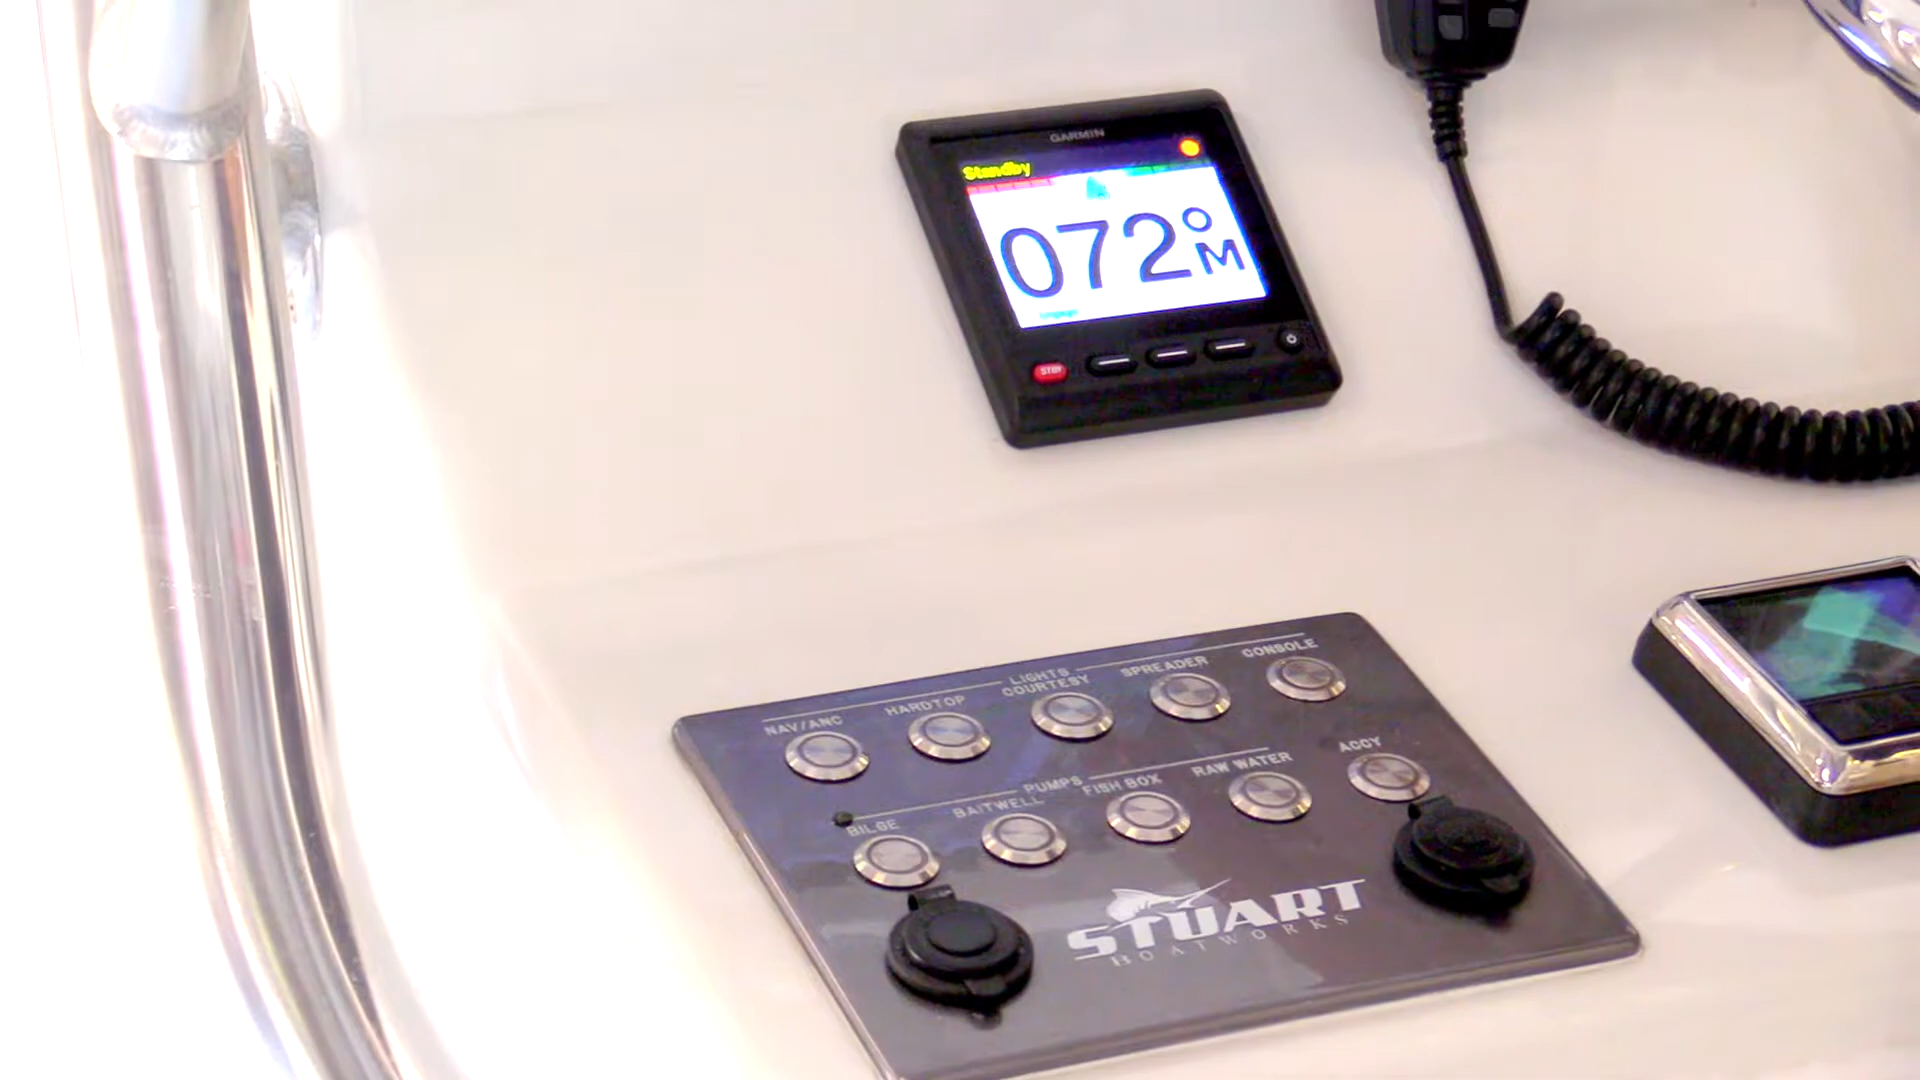 GARMIN
Standby
072°M
STBY
LIGHTS
NAV/ANC HARDTOP COURTESY SPREADER CONSOLE
PUMPS
BILGE BAITWELL FISH BOX RAW WATER ACCY
STUART
BOATWORKS